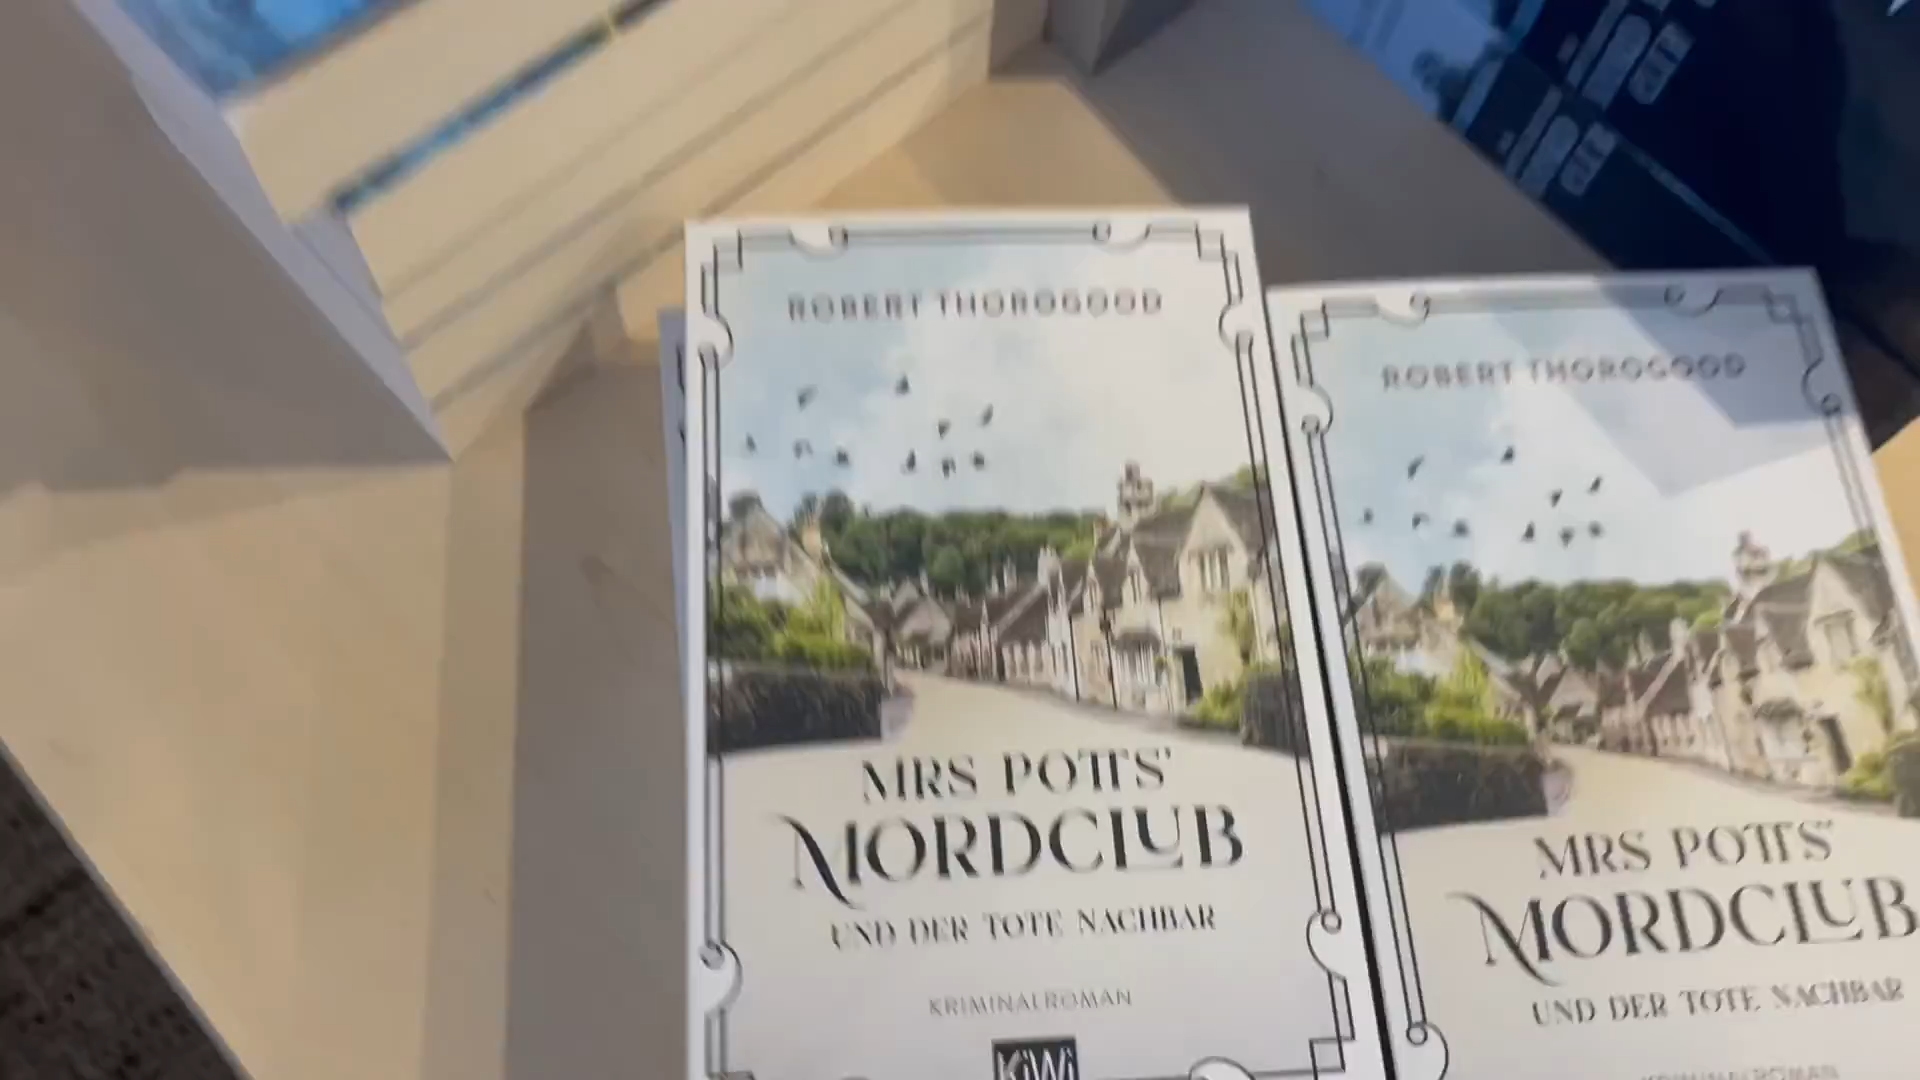 ROBERT THOROGOOD
MRS POTTS'
MORDCLUB
UND DER TOTE NACHBAR
KRIMINALROMAN
KiWi
ROBERT THOROGOOD
MRS POTTS'
MORDCLUB
UND DER TOTE NACHBAR
KRIMINALROMAN